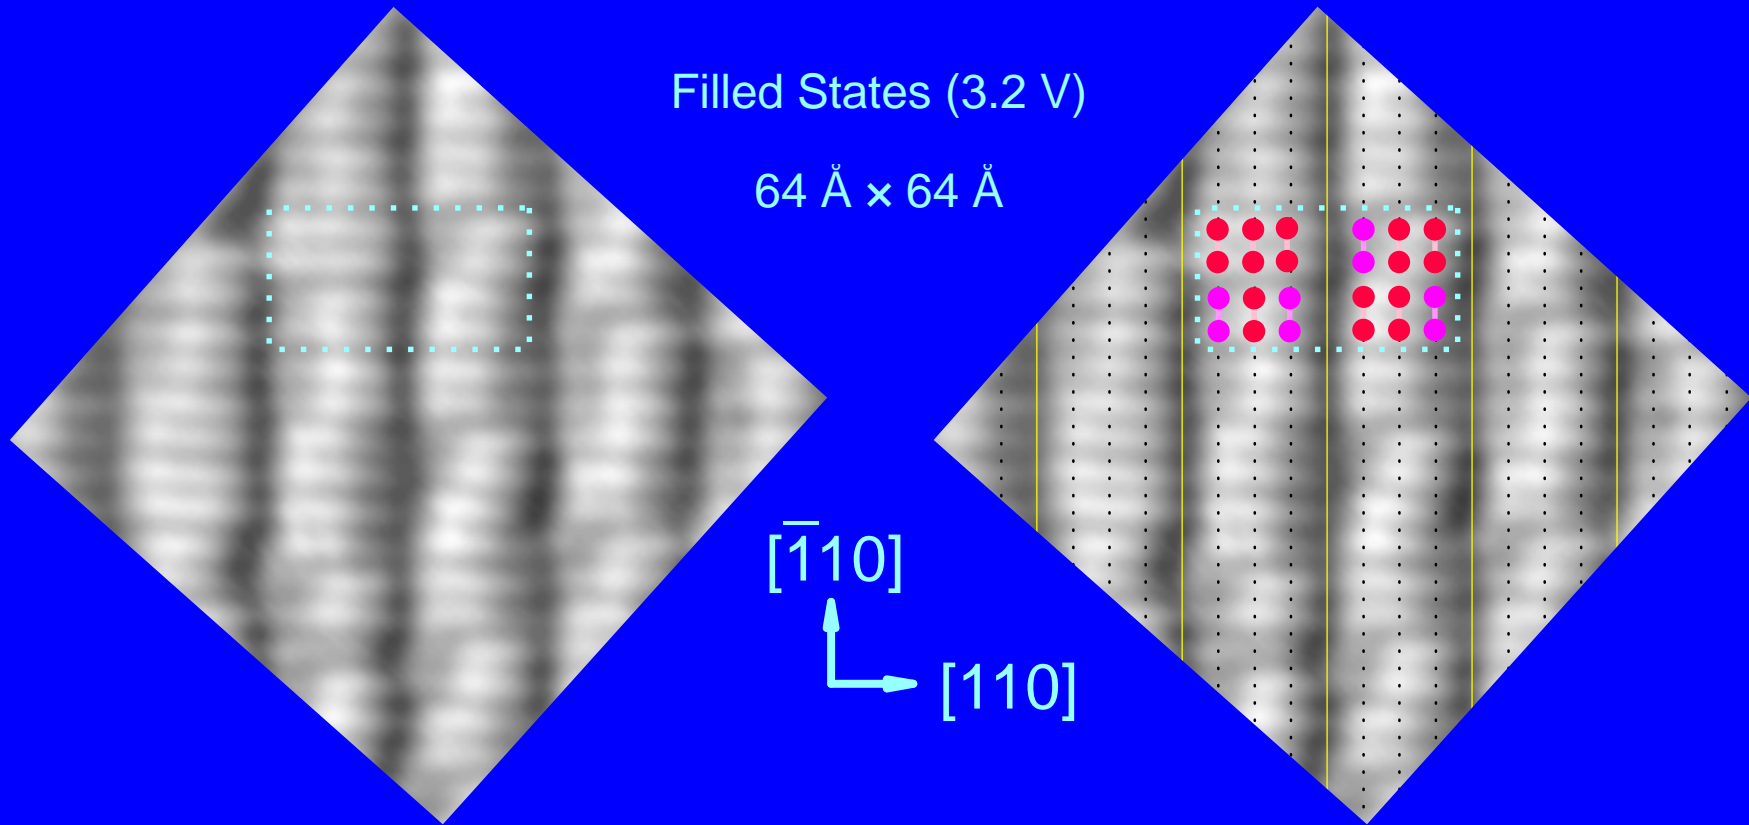 Filled States (3.2 V)
64 Å × 64 Å
[1̅10]
[110]